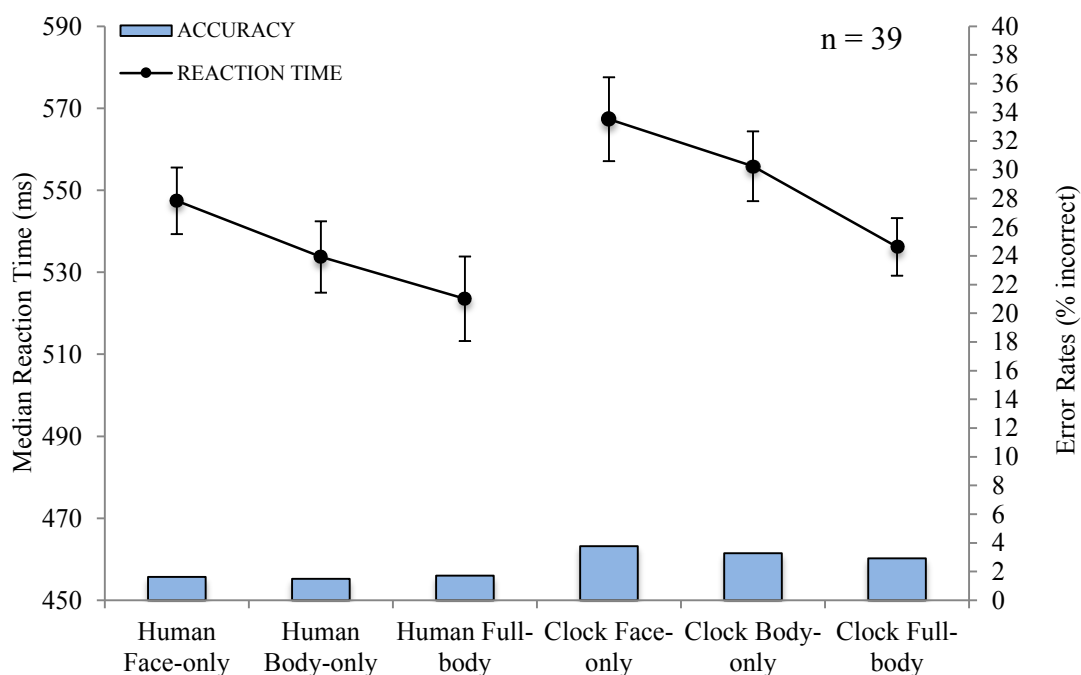 ACCURACY
REACTION TIME
n = 39
Median Reaction Time (ms)
590
570
550
530
510
490
470
450
40
38
36
34
32
30
28
26
24
22
20
18
16
14
12
10
8
6
4
2
0
Error Rates (% incorrect)
Human
Face-only
Human
Body-only
Human Full-
body
Clock Face-
only
Clock Body-
only
Clock Full-
body